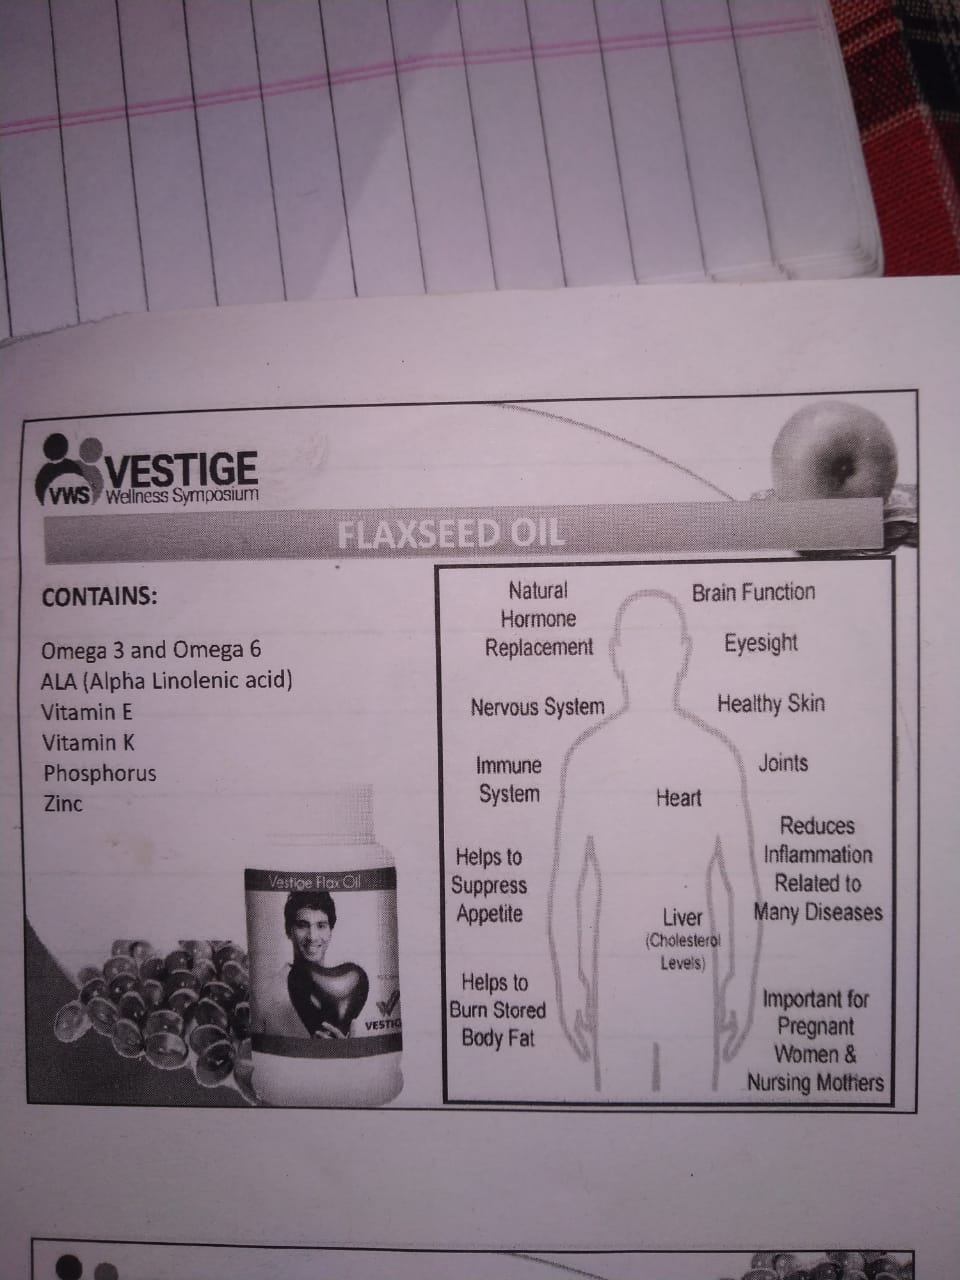 VWS
VESTIGE
Wellness Symposium
FLAXSEED OIL
CONTAINS:
Omega 3 and Omega 6
ALA (Alpha Linolenic acid)
Vitamin E
Vitamin K
Phosphorus
Zinc
Vestige Flax Oil
VESTIG
Natural
Hormone
Replacement
Nervous System
Immune
System
Helps to
Suppress
Appetite
Helps to
Burn Stored
Body Fat
Heart
Liver
(Cholesterol
Levels)
Brain Function
Eyesight
Healthy Skin
Joints
Reduces
Inflammation
Related to
Many Diseases
Important for
Pregnant
Women &
Nursing Mothers